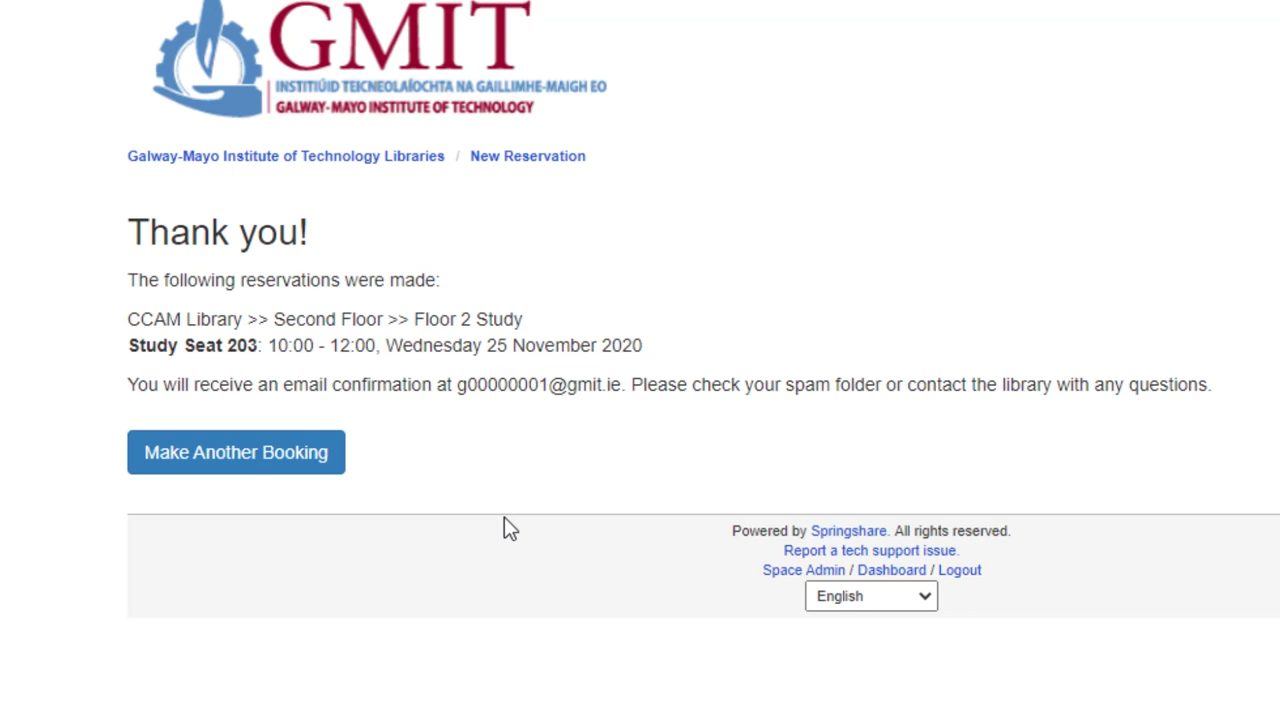 GMIT
INSTITIÚID TEICNEOLAÍOCHTA NA GAILLIMHE-MAIGH EO
GALWAY-MAYO INSTITUTE OF TECHNOLOGY
Galway-Mayo Institute of Technology Libraries / New Reservation
Thank you!
The following reservations were made:
CCAM Library >> Second Floor >> Floor 2 Study
Study Seat 203: 10:00 - 12:00, Wednesday 25 November 2020
You will receive an email confirmation at g00000001@gmit.ie. Please check your spam folder or contact the library with any questions.
Make Another Booking
Powered by Springshare. All rights reserved.
Report a tech support issue.
Space Admin / Dashboard / Logout
English